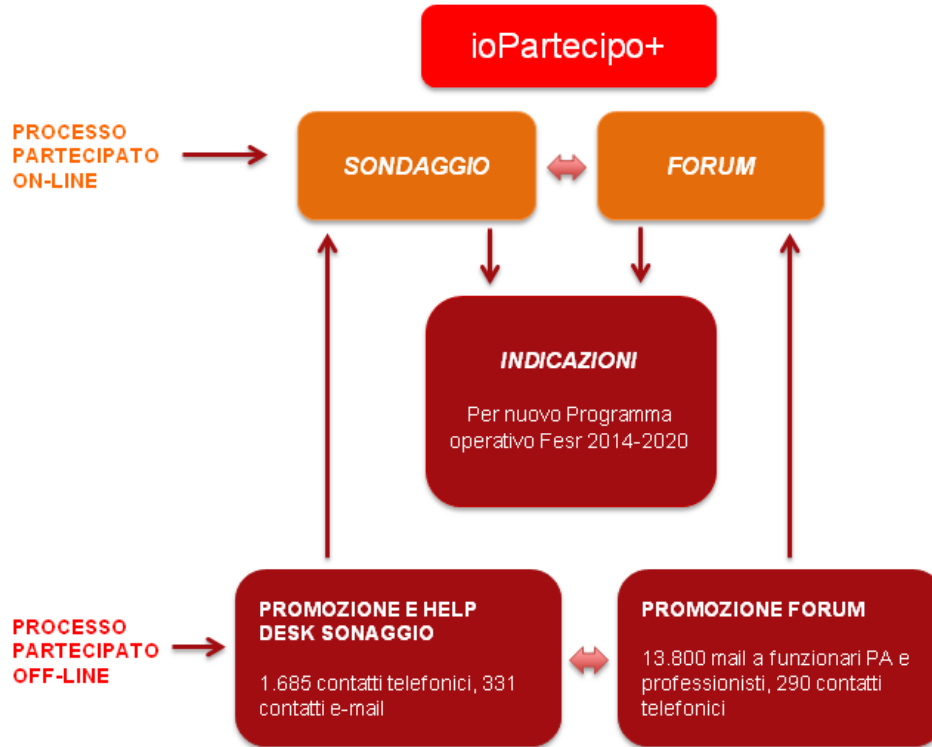 ioPartecipo+
PROCESSO
PARTECIPATO
ON-LINE
SONDAGGIO
FORUM
INDICAZIONI
Per nuovo Programma
operativo Fesr 2014-2020
PROCESSO
PARTECIPATO
OFF-LINE
PROMOZIONE E HELP
DESK SONAGGIO
1.685 contatti telefonici, 331
contatti e-mail
PROMOZIONE FORUM
13.800 mail a funzionari PA e
professionisti, 290 contatti
telefonici